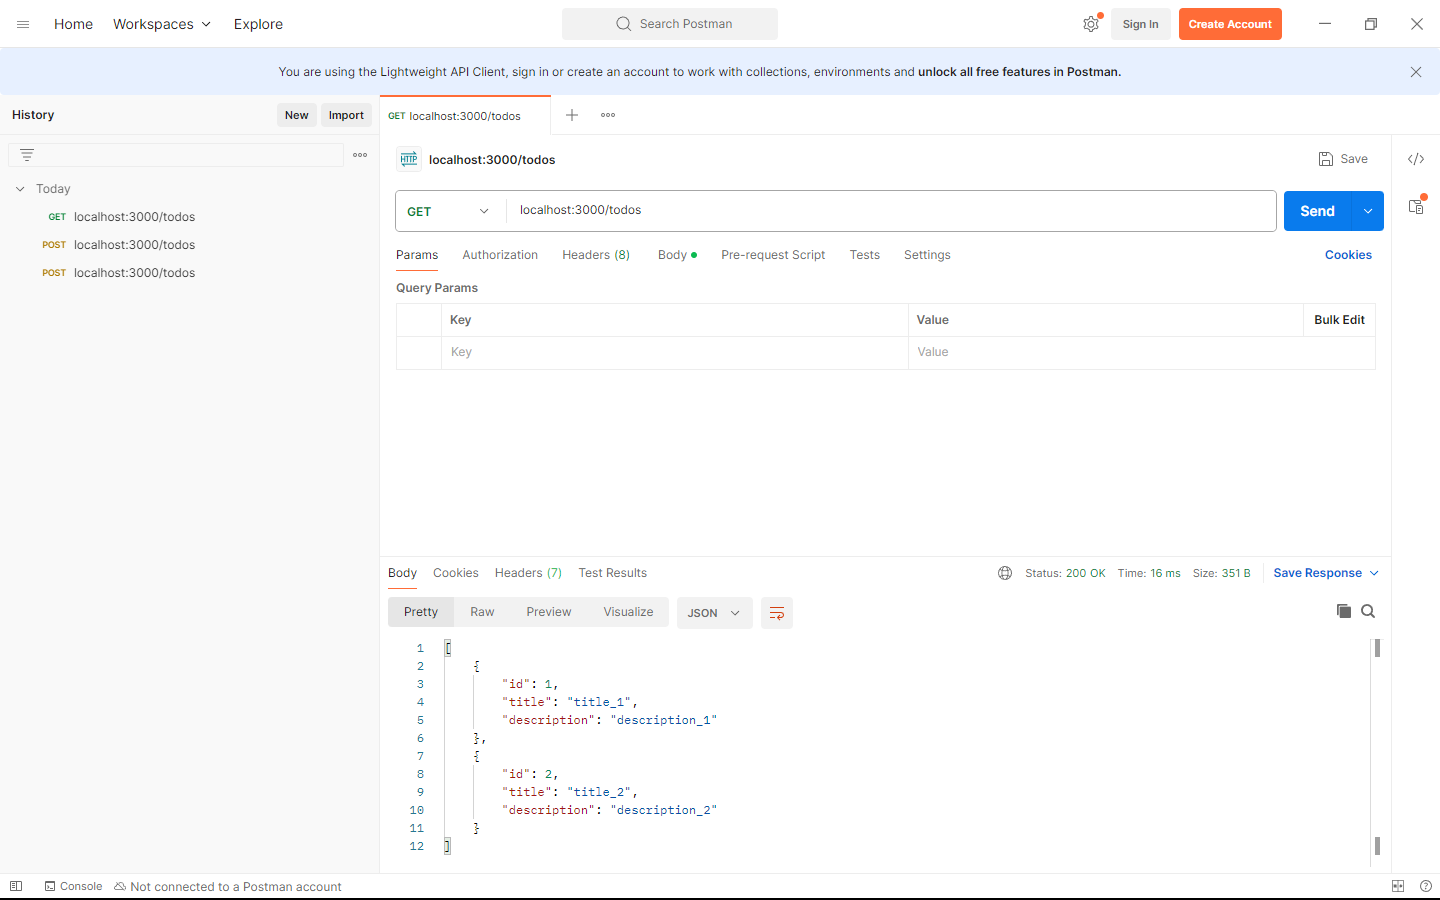 Home
Workspaces
Explore
Search Postman
Sign In
Create Account
You are using the Lightweight API Client, sign in or create an account to work with collections, environments and unlock all free features in Postman.
History
New
Import
GET localhost:3000/todos
Today
GET localhost:3000/todos
POST localhost:3000/todos
POST localhost:3000/todos
HTTP localhost:3000/todos
Save
GET
localhost:3000/todos
Send
Params
Authorization
Headers (8)
Body
Pre-request Script
Tests
Settings
Cookies
Query Params
Key
Value
Bulk Edit
Key
Value
Body
Cookies
Headers (7)
Test Results
Status: 200 OK
Time: 16 ms
Size: 351 B
Save Response
Pretty
Raw
Preview
Visualize
JSON
1 [
2 {
3 "id": 1,
4 "title": "title_1",
5 "description": "description_1"
6 },
7 {
8 "id": 2,
9 "title": "title_2",
10 "description": "description_2"
11 }
12 ]
Console
Not connected to a Postman account